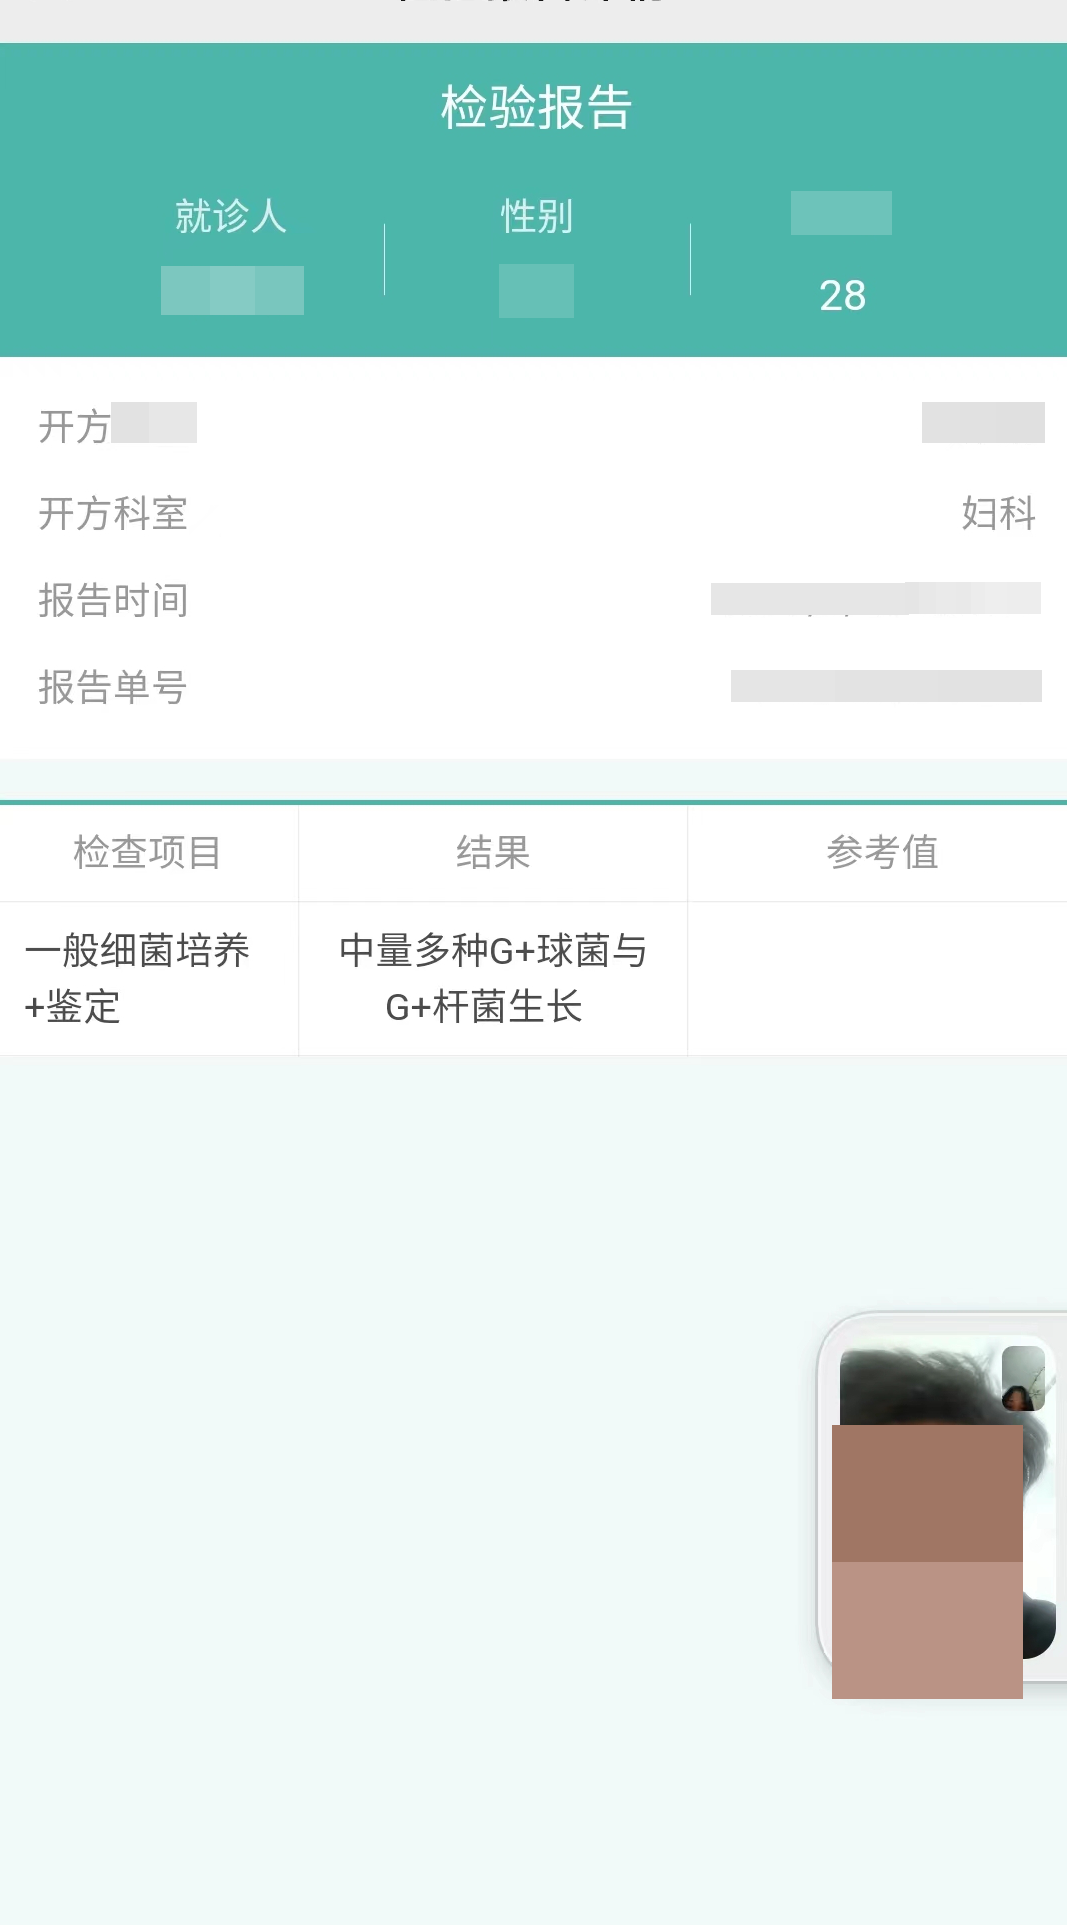 检验报告
就诊人
性别
28
开方
开方科室
妇科
报告时间
报告单号
检查项目
结果
参考值
一般细菌培养
+鉴定
中量多种G+球菌与
G+杆菌生长